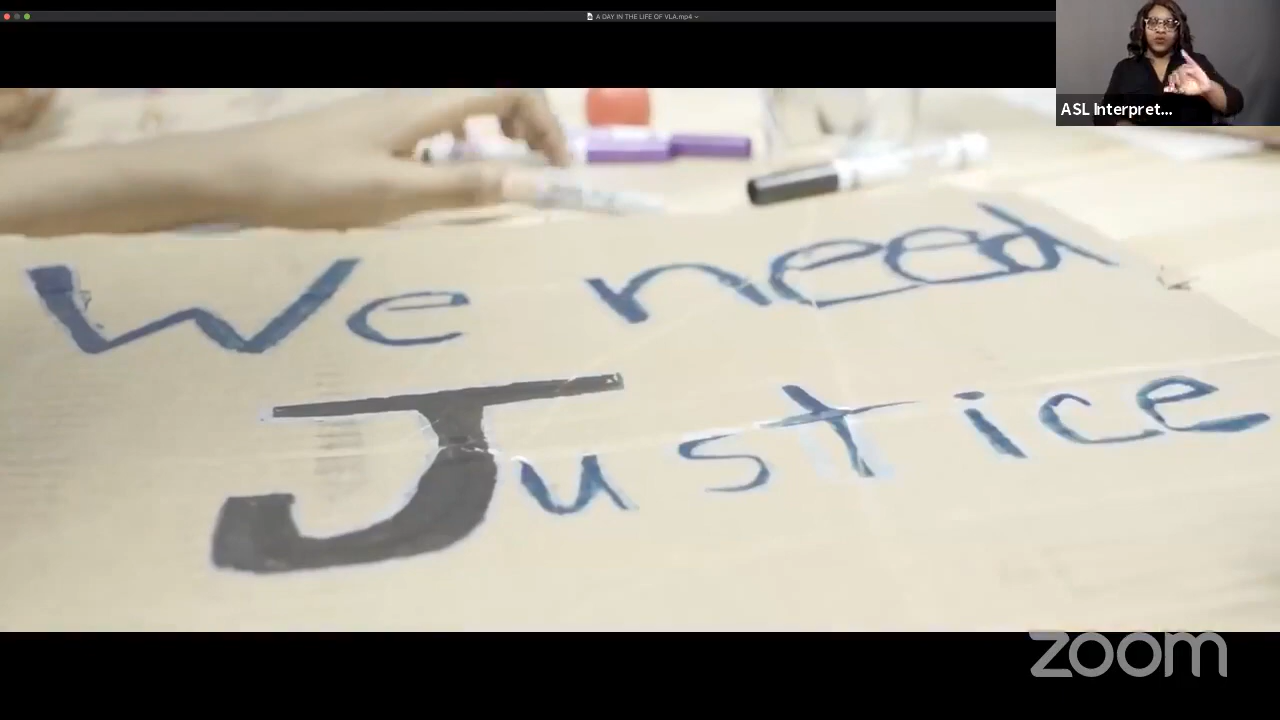 A DAY IN THE LIFE OF VLA.mp4
ASL Interpret...
We need
Justice
zoom